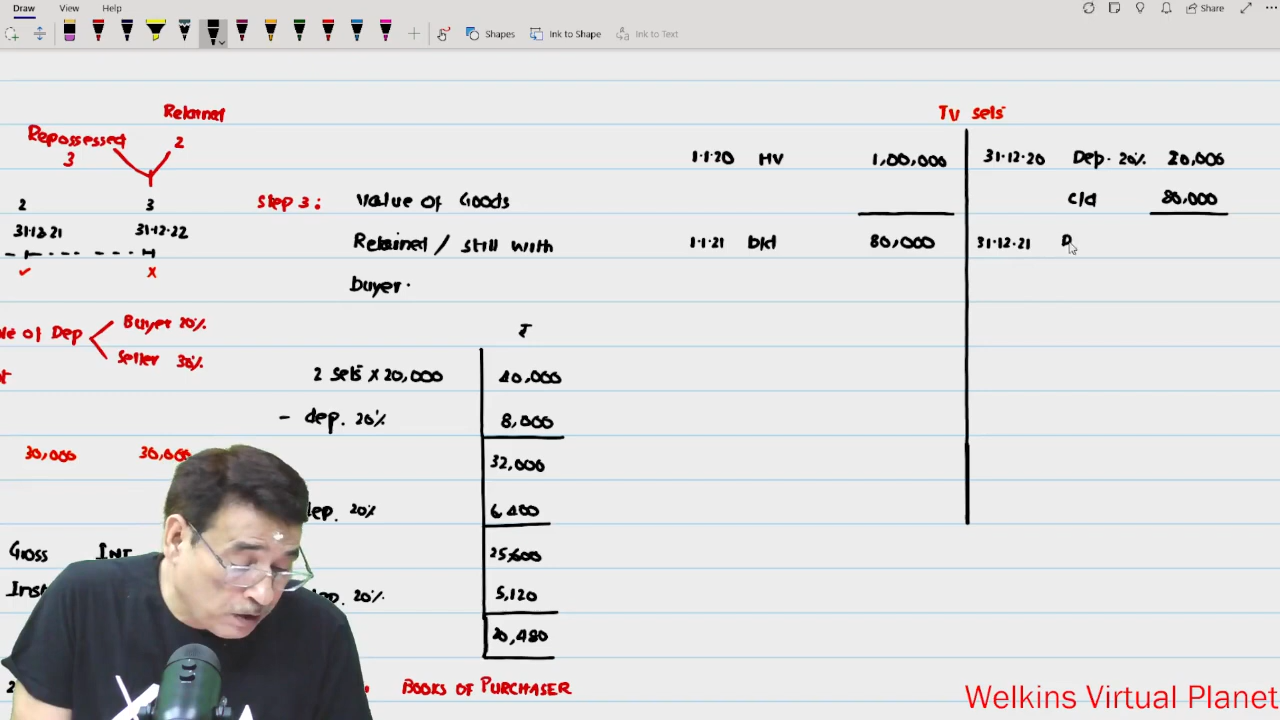 Draw View Help
Share
Shapes Ink to Shape Ink to Text
Retained
Repossessed 2
3
2 3
31·12·21 31·12·22
Step 3: Value of Goods
Retained / still with
buyer.
of Dep Buyer 20%
Seller 30%
₹
2 sets × 20,000 40,000
- dep. 20% 8,000
30,000 30,000 32,000
dep. 20% 6,400
Gross Int 25,600
20% 5,120
20,480
BOOKS OF PURCHASER
TV sets
1·1·20 HV 1,00,000 31·12·20 Dep. 20% 20,000
c/d 80,000
1·1·21 b/d 80,000 31·12·21 D
Welkins Virtual Planet